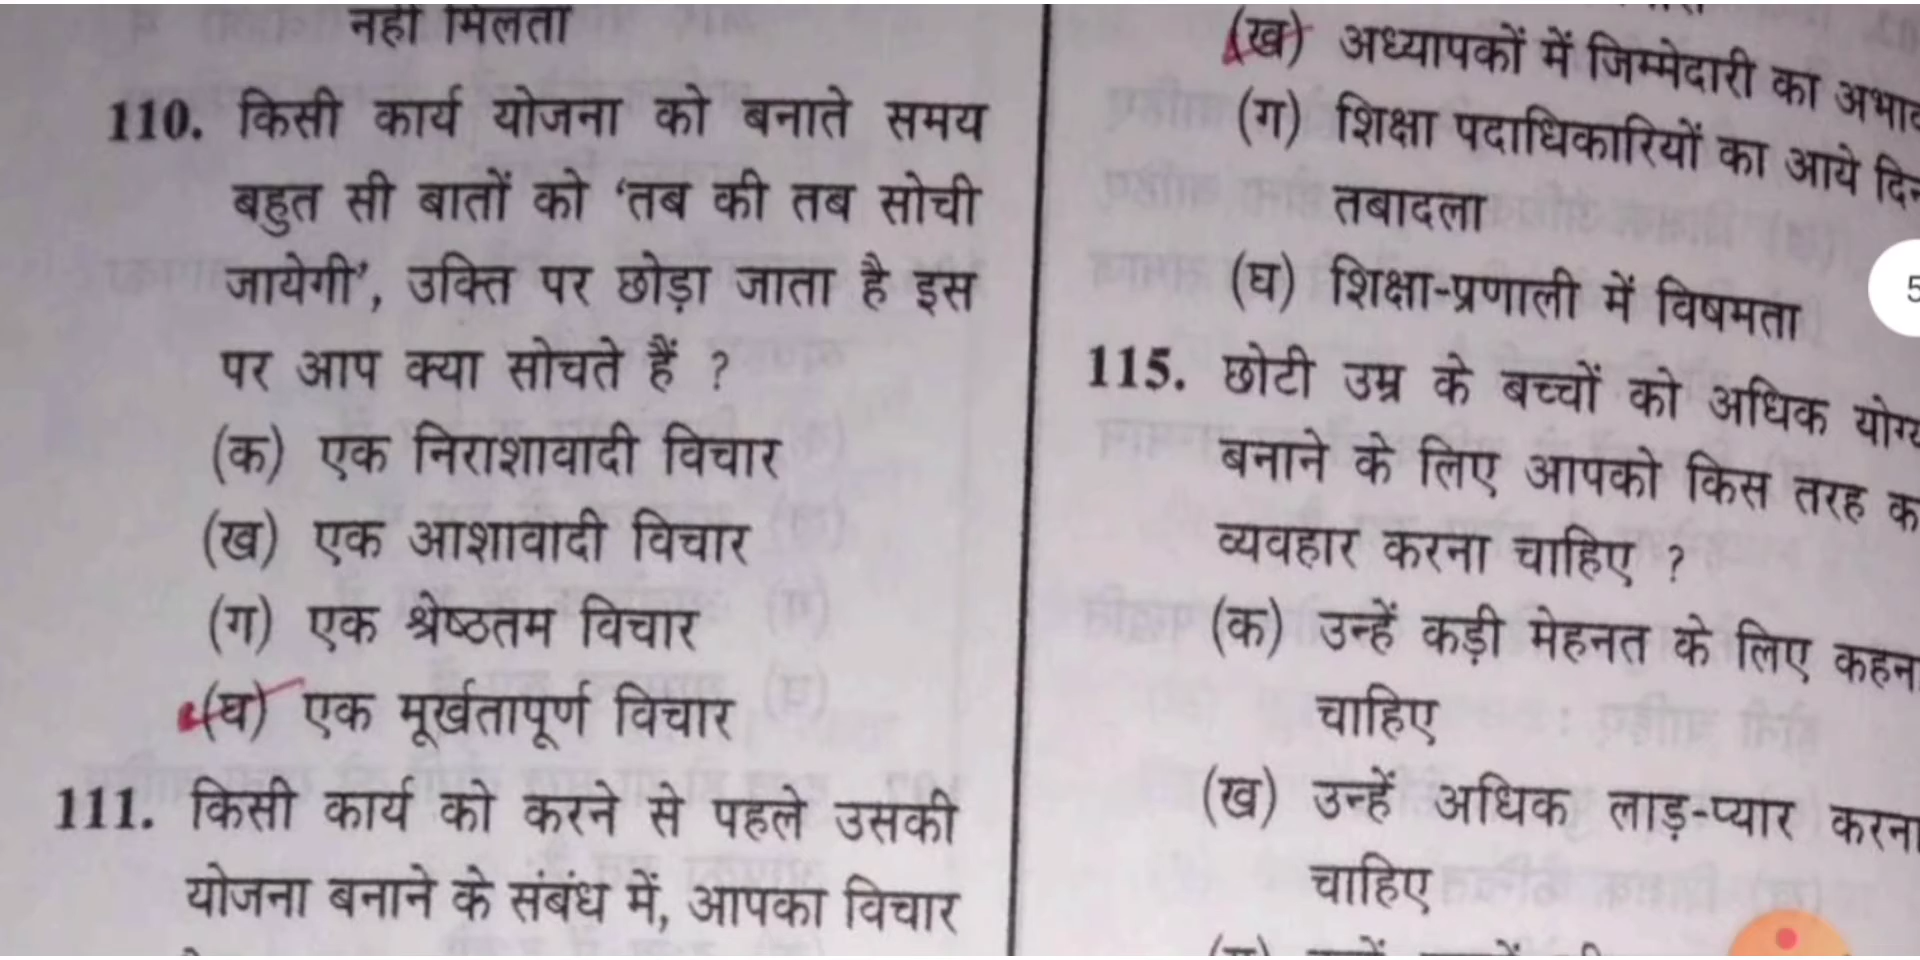 नहीं मिलता
110. किसी कार्य योजना को बनाते समय
बहुत सी बातों को ‘तब की तब सोची
जायेगी’, उक्ति पर छोड़ा जाता है इस
पर आप क्या सोचते हैं ?
(क) एक निराशावादी विचार
(ख) एक आशावादी विचार
(ग) एक श्रेष्ठतम विचार
(घ) एक मूर्खतापूर्ण विचार
111. किसी कार्य को करने से पहले उसकी
योजना बनाने के संबंध में, आपका विचार
(ख) अध्यापकों में जिम्मेदारी का
(ग) शिक्षा पदाधिकारियों का आये
तबादला
(घ) शिक्षा-प्रणाली में विषमता
5
115. छोटी उम्र के बच्चों को अधिक
बनाने के लिए आपको किस तरह
व्यवहार करना चाहिए ?
(क) उन्हें कड़ी मेहनत के लिए
चाहिए
(ख) उन्हें अधिक लाड़-प्यार करना
चाहिए